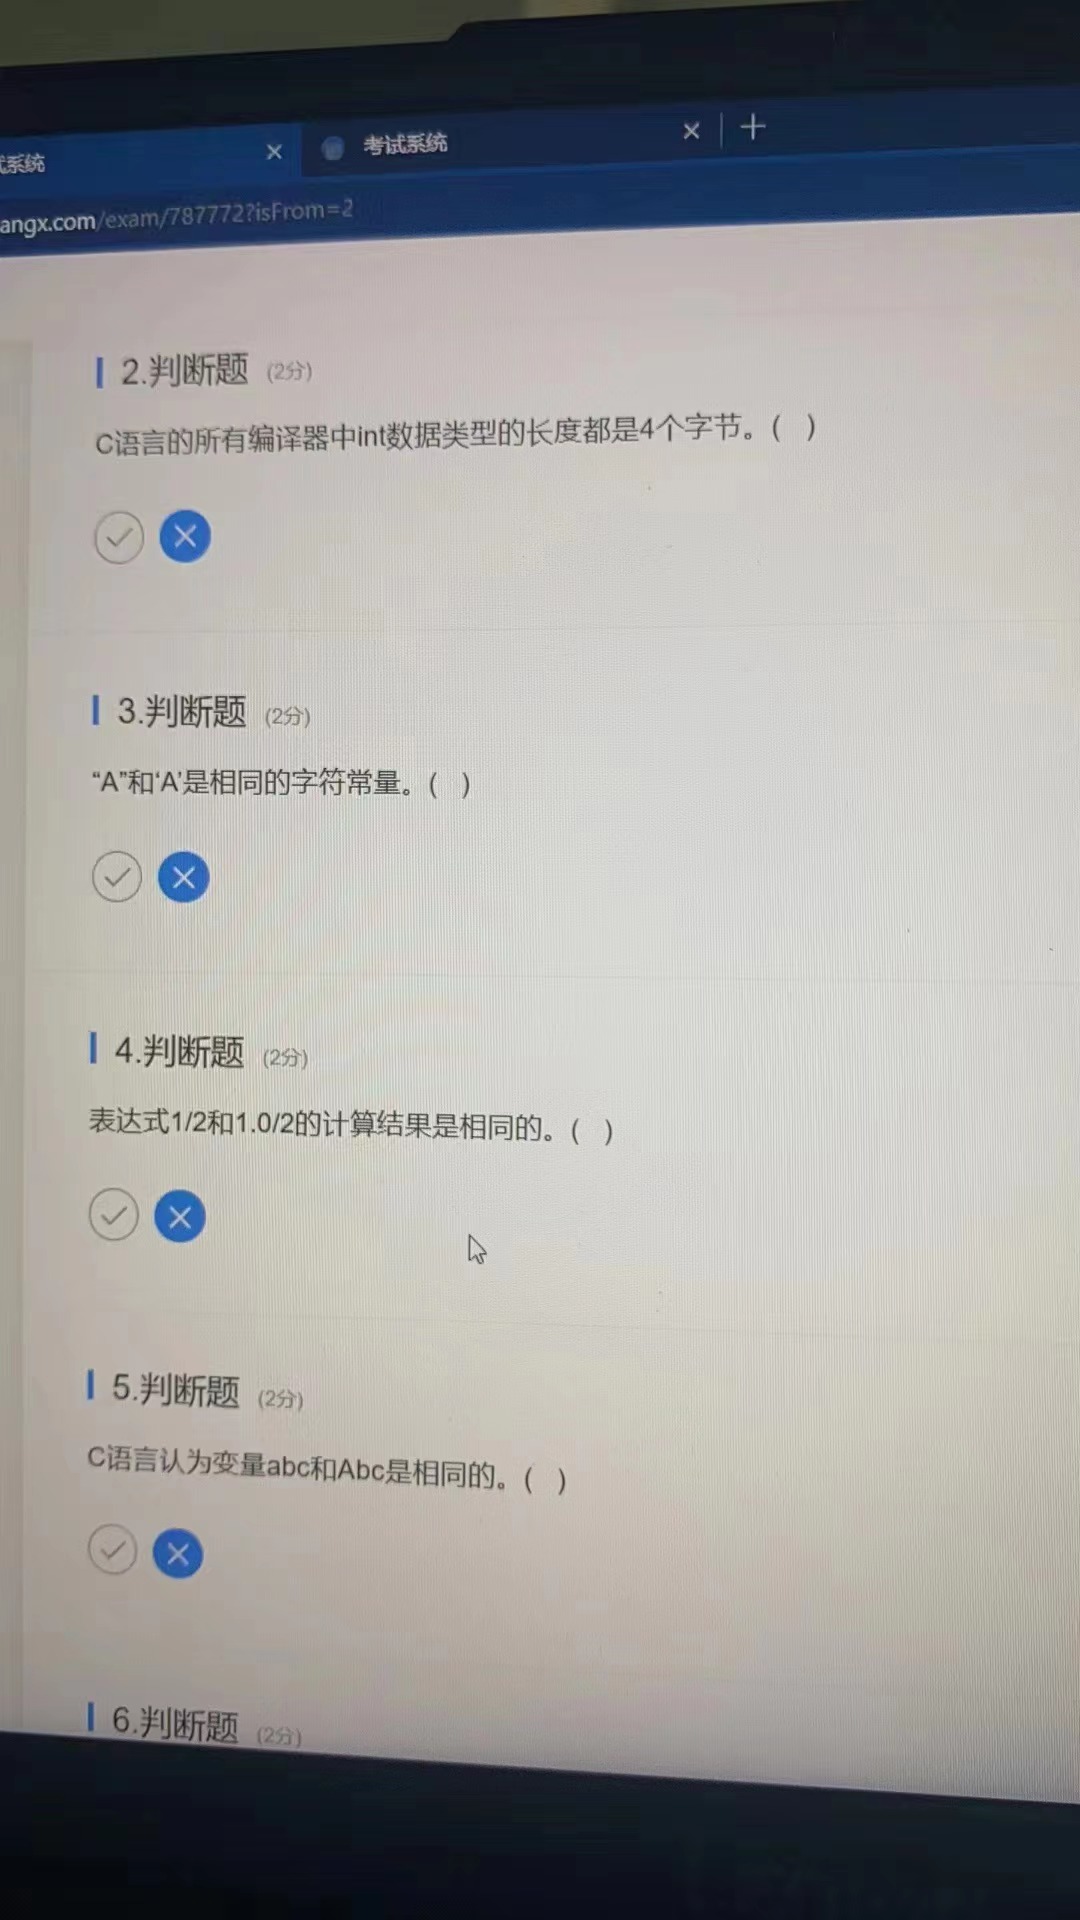 式系统
考试系统
angx.com/exam/787772?isFrom=2
2.判断题 (2分)
C语言的所有编译器中int数据类型的长度都是4个字节。( )
3.判断题 (2分)
“A”和‘A’是相同的字符常量。( )
4.判断题 (2分)
表达式1/2和1.0/2的计算结果是相同的。( )
5.判断题 (2分)
C语言认为变量abc和Abc是相同的。( )
6.判断题 (2分)